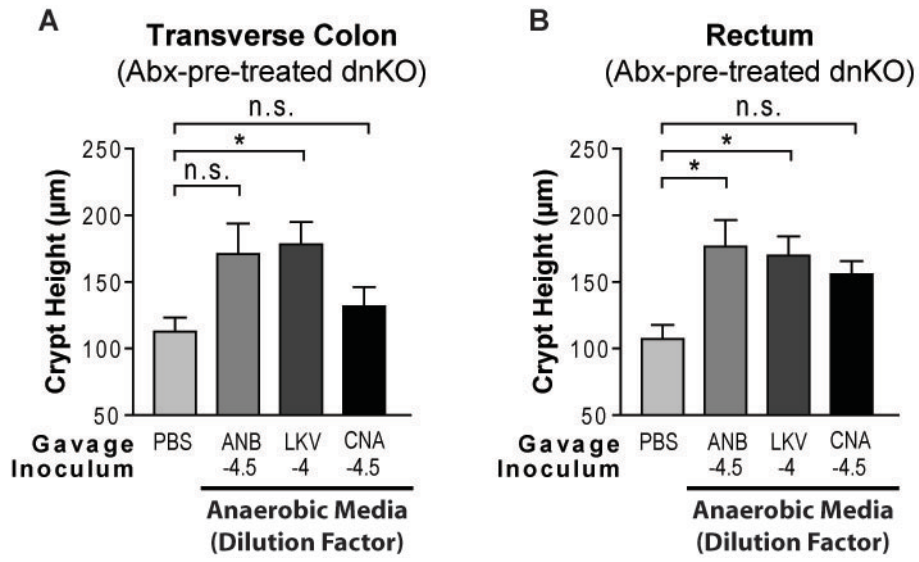 A
Transverse Colon
(Abx-pre-treated dnKO)
n.s.
*
n.s.
250
200
150
100
50
Crypt Height (µm)
Gavage Inoculum
PBS
ANB -4.5
LKV -4
CNA -4.5
Anaerobic Media
(Dilution Factor)
B
Rectum
(Abx-pre-treated dnKO)
n.s.
*
*
250
200
150
100
50
Crypt Height (µm)
Gavage Inoculum
PBS
ANB -4.5
LKV -4
CNA -4.5
Anaerobic Media
(Dilution Factor)